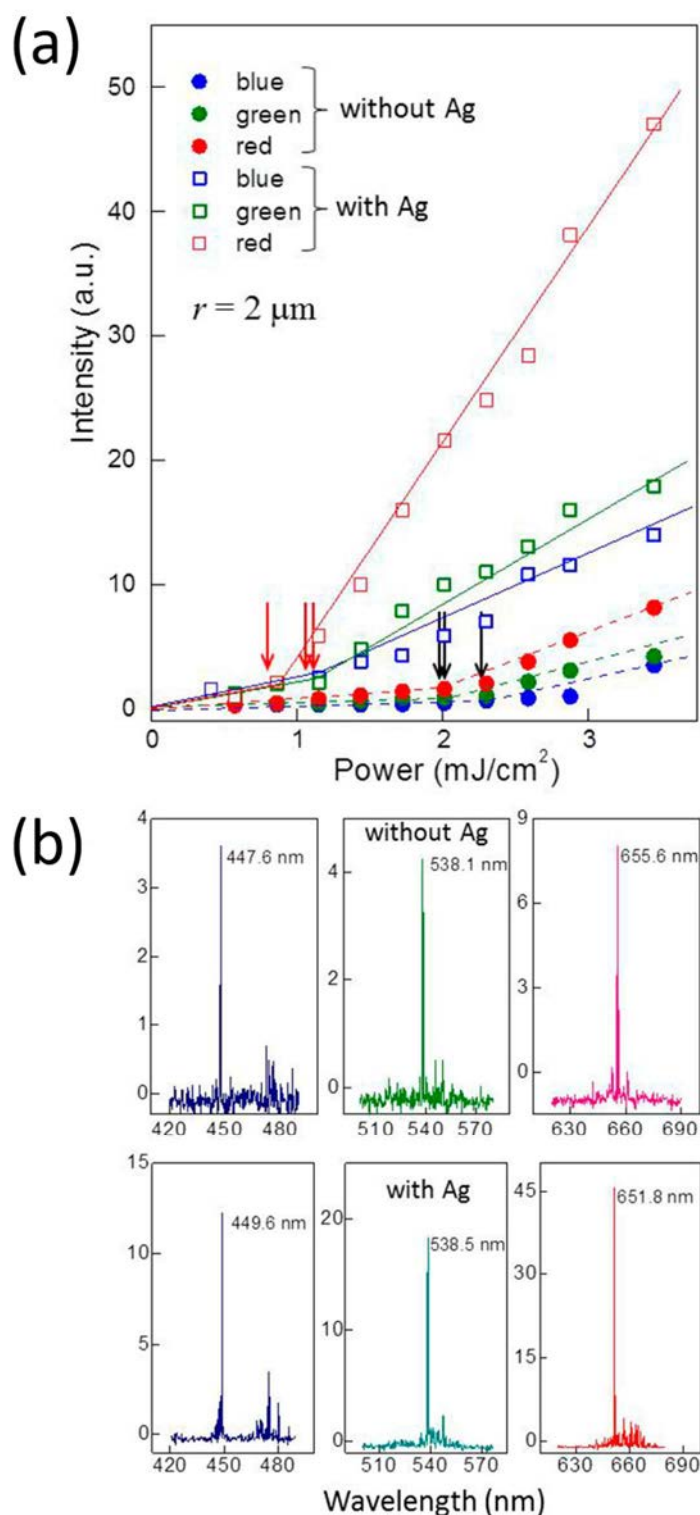 (a)
50
40
30
20
10
0
Intensity (a.u.)
blue
green
red
without Ag
blue
green
red
with Ag
r = 2 μm
0 1 2 3
Power (mJ/cm²)
(b)
4
3
2
1
0
447.6 nm
420 450 480
without Ag
4
2
0
538.1 nm
510 540 570
9
6
3
0
655.6 nm
630 660 690
15
10
5
0
449.6 nm
420 450 480
with Ag
20
10
0
538.5 nm
510 540 570
45
30
15
0
651.8 nm
630 660 690
Wavelength (nm)